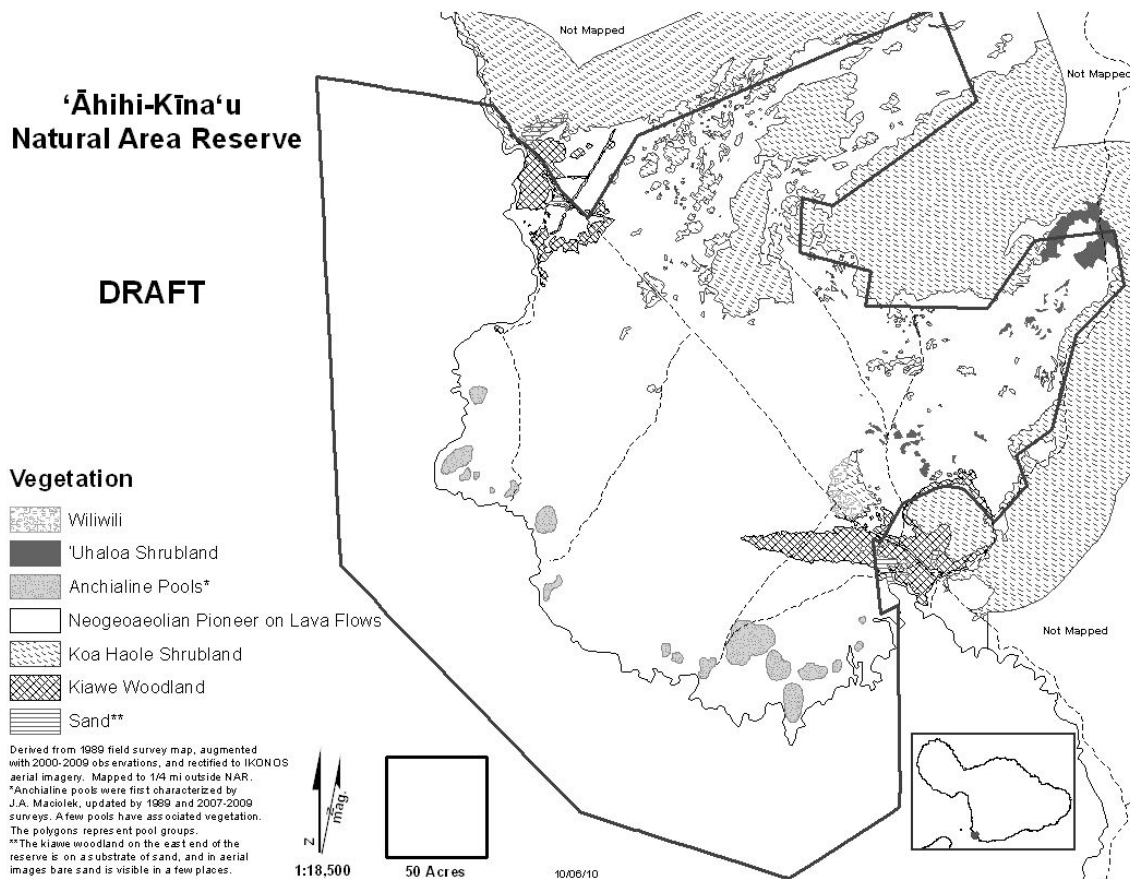 Not Mapped
Not Mapped
ʻĀhihi-Kīnaʻu
Natural Area Reserve
DRAFT
Vegetation
Wiliwili
'Uhaloa Shrubland
Anchialine Pools*
Neogeoaeolian Pioneer on Lava Flows
Koa Haole Shrubland
Kiawe Woodland
Sand**
Not Mapped
Derived from 1989 field survey map, augmented
with 2000-2009 observations, and rectified to IKONOS
aerial imagery. Mapped to 1/4 mi outside NAR.
*Anchialine pools were first characterized by
J.A. Maciolek, updated by 1989 and 2007-2009
surveys. A few pools have associated vegetation.
The polygons represent pool groups.
**The kiawe woodland on the east end of the
reserve is on a substrate of sand, and in aerial
images bare sand is visible in a few places.
z
z
mag.
1:18,500
50 Acres
10/06/10